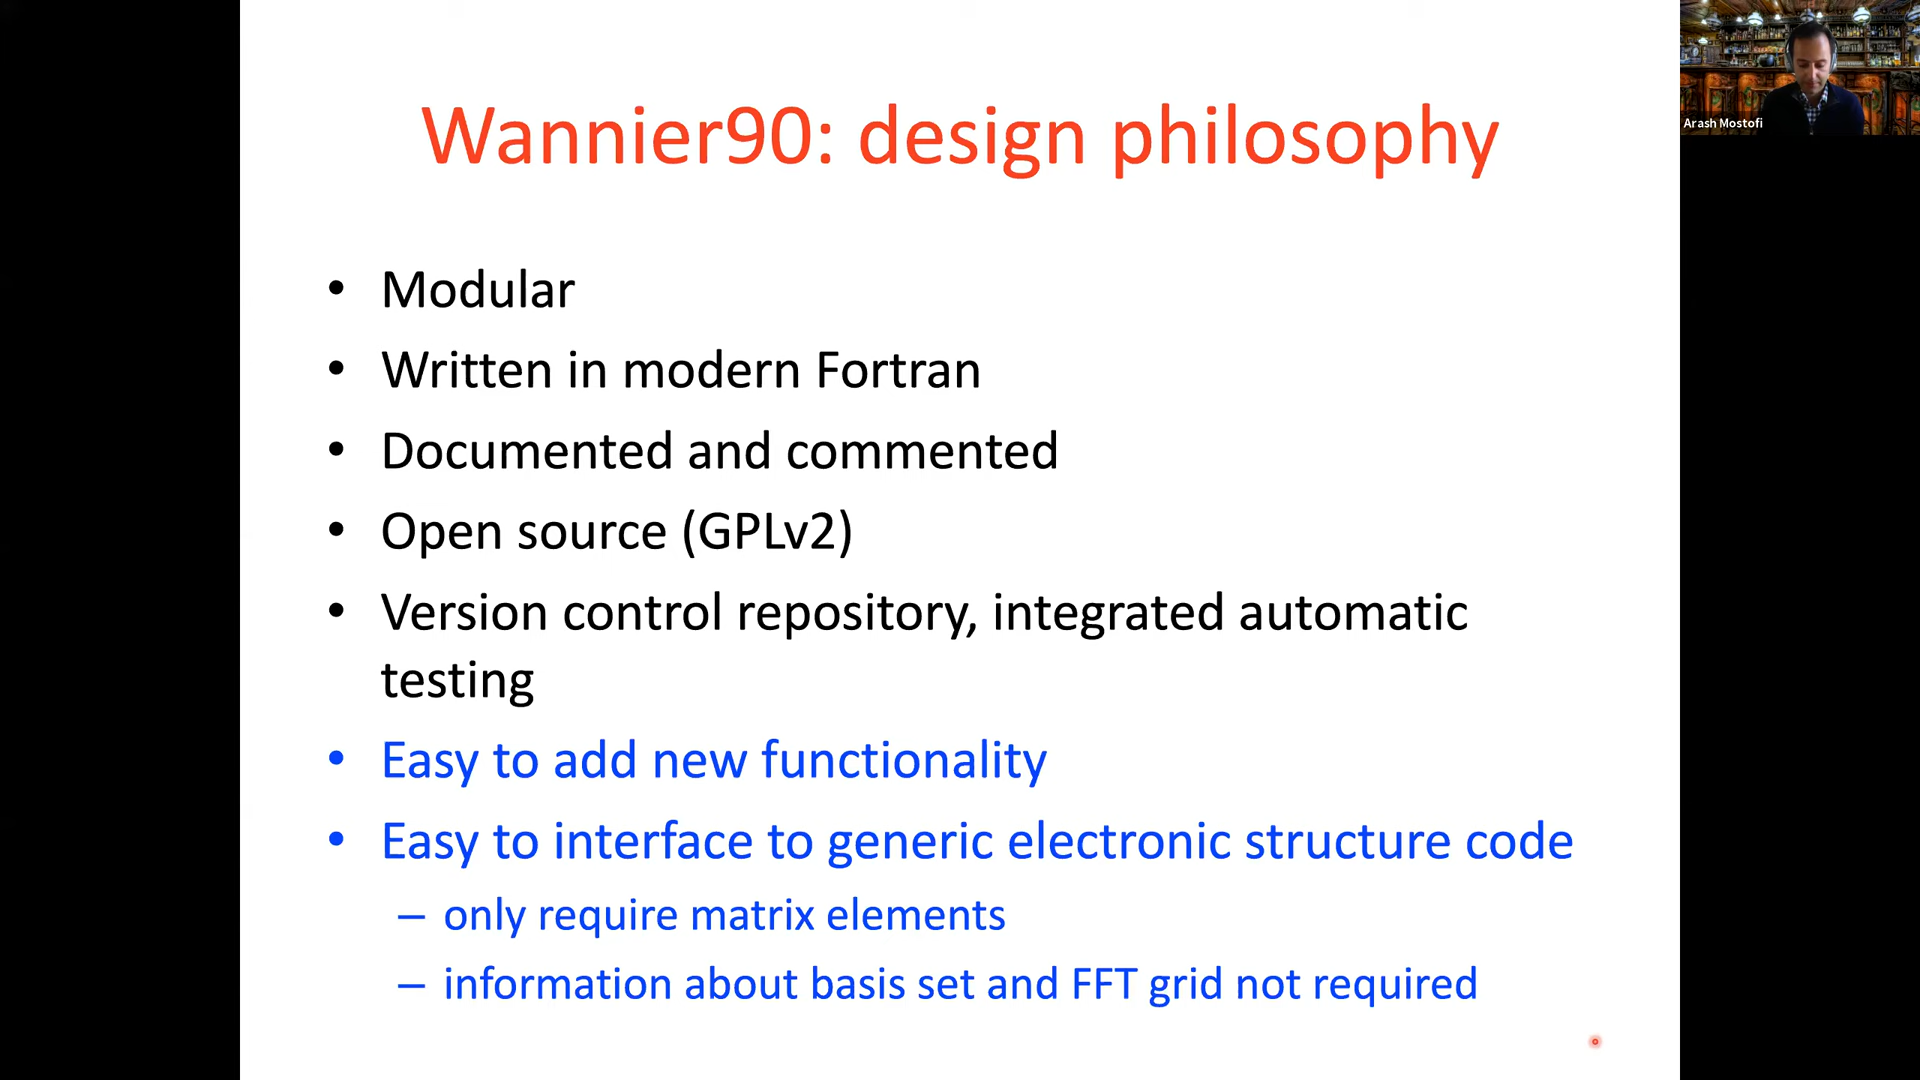 Wannier90: design philosophy
Arash Mostofi
• Modular
• Written in modern Fortran
• Documented and commented
• Open source (GPLv2)
• Version control repository, integrated automatic
testing
• Easy to add new functionality
• Easy to interface to generic electronic structure code
– only require matrix elements
– information about basis set and FFT grid not required